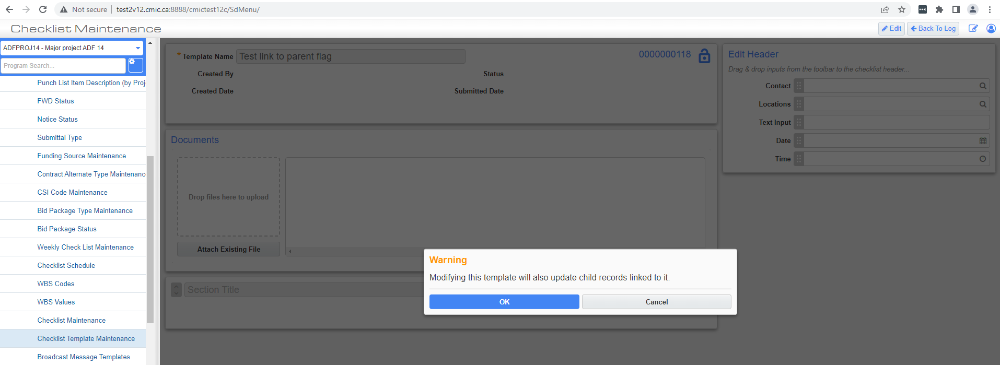 Not secure | test2v12.cmic.ca:8888/cmictest12c/SdMenu/
Checklist Maintenance
Edit
Back To Log
ADFPROJ14 - Major project ADF 14
Program Search...
Punch List Item Description (by Proj
FWD Status
Notice Status
Submittal Type
Funding Source Maintenance
Contract Alternate Type Maintenanc
CSI Code Maintenance
Bid Package Type Maintenance
Bid Package Status
Weekly Check List Maintenance
Checklist Schedule
WBS Codes
WBS Values
Checklist Maintenance
Checklist Template Maintenance
Broadcast Message Templates
* Template Name Test link to parent flag
0000000118
Created By
Status
Created Date
Submitted Date
Documents
Drop files here to upload
Attach Existing File
Section Title
Edit Header
Drag & drop inputs from the toolbar to the checklist header...
Contact
Locations
Text Input
Date
Time
Warning
Modifying this template will also update child records linked to it.
OK
Cancel